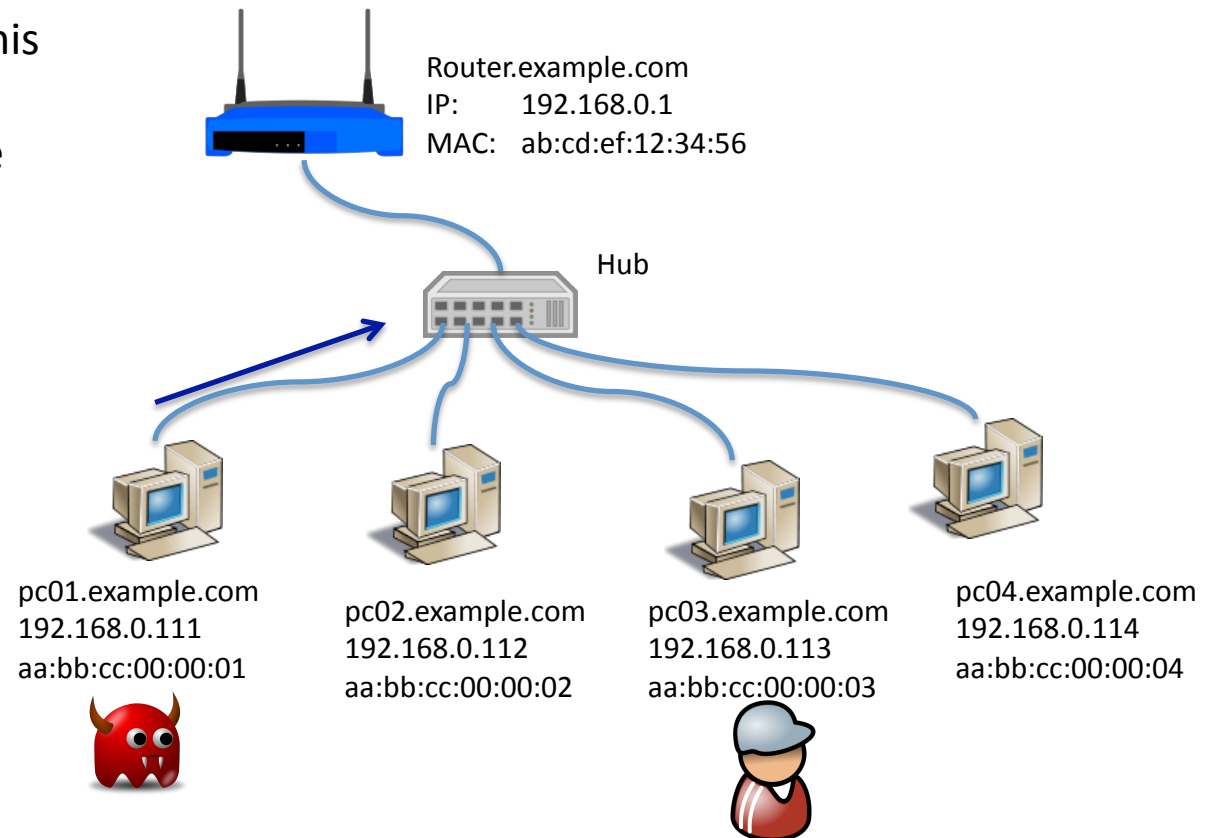 Router.example.com
IP: 192.168.0.1
MAC: ab:cd:ef:12:34:56
Hub
pc01.example.com
192.168.0.111
aa:bb:cc:00:00:01
pc02.example.com
192.168.0.112
aa:bb:cc:00:00:02
pc03.example.com
192.168.0.113
aa:bb:cc:00:00:03
pc04.example.com
192.168.0.114
aa:bb:cc:00:00:04